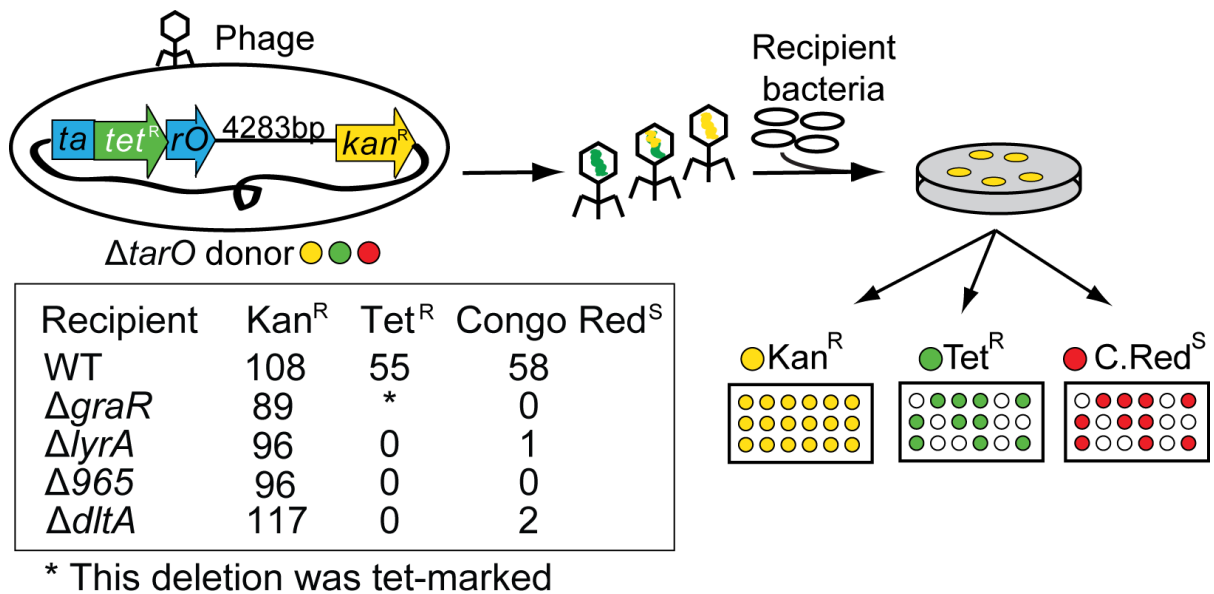 Phage
Recipient
bacteria
ta tet^R rO 4283bp kan^R
ΔtarO donor
Recipient Kan^R Tet^R Congo Red^S
WT 108 55 58
ΔgraR 89 * 0
ΔlyrA 96 0 1
Δ965 96 0 0
ΔdltA 117 0 2
* This deletion was tet-marked
Kan^R
Tet^R
C.Red^S